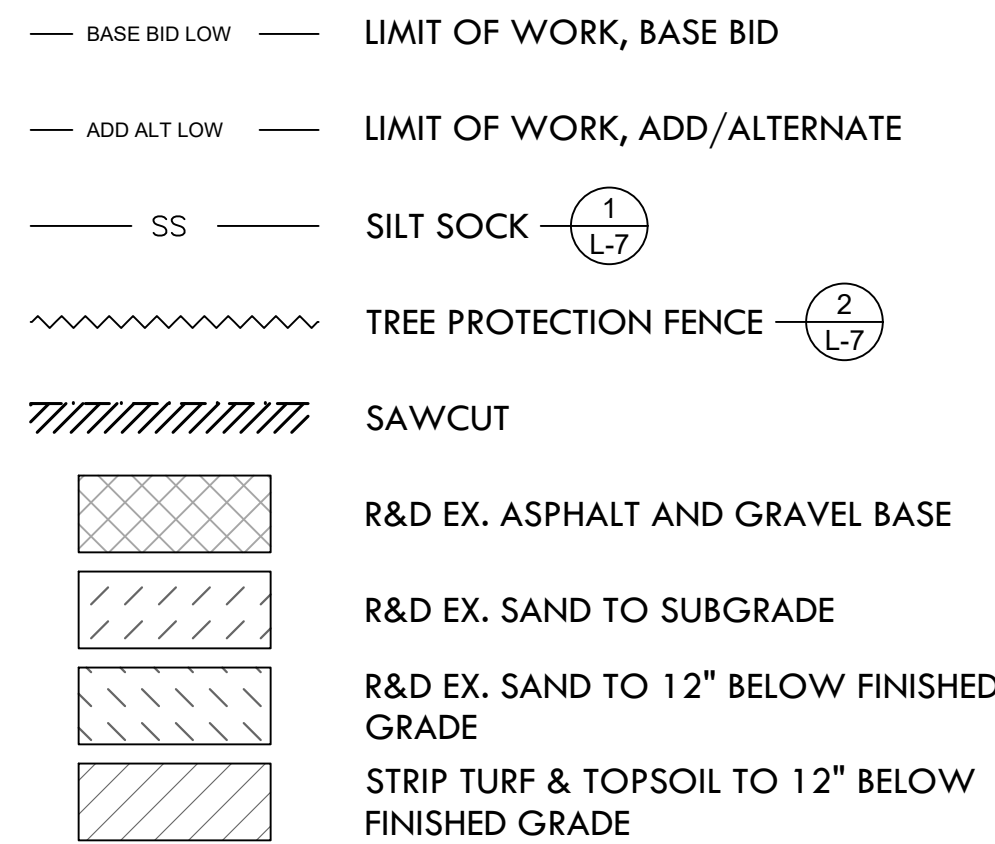 BASE BID LOW LIMIT OF WORK, BASE BID
ADD ALT LOW LIMIT OF WORK, ADD/ALTERNATE
SS SILT SOCK 1
L-7
TREE PROTECTION FENCE 2
L-7
SAWCUT
R&D EX. ASPHALT AND GRAVEL BASE
R&D EX. SAND TO SUBGRADE
R&D EX. SAND TO 12" BELOW FINISHED
GRADE
STRIP TURF & TOPSOIL TO 12" BELOW
FINISHED GRADE